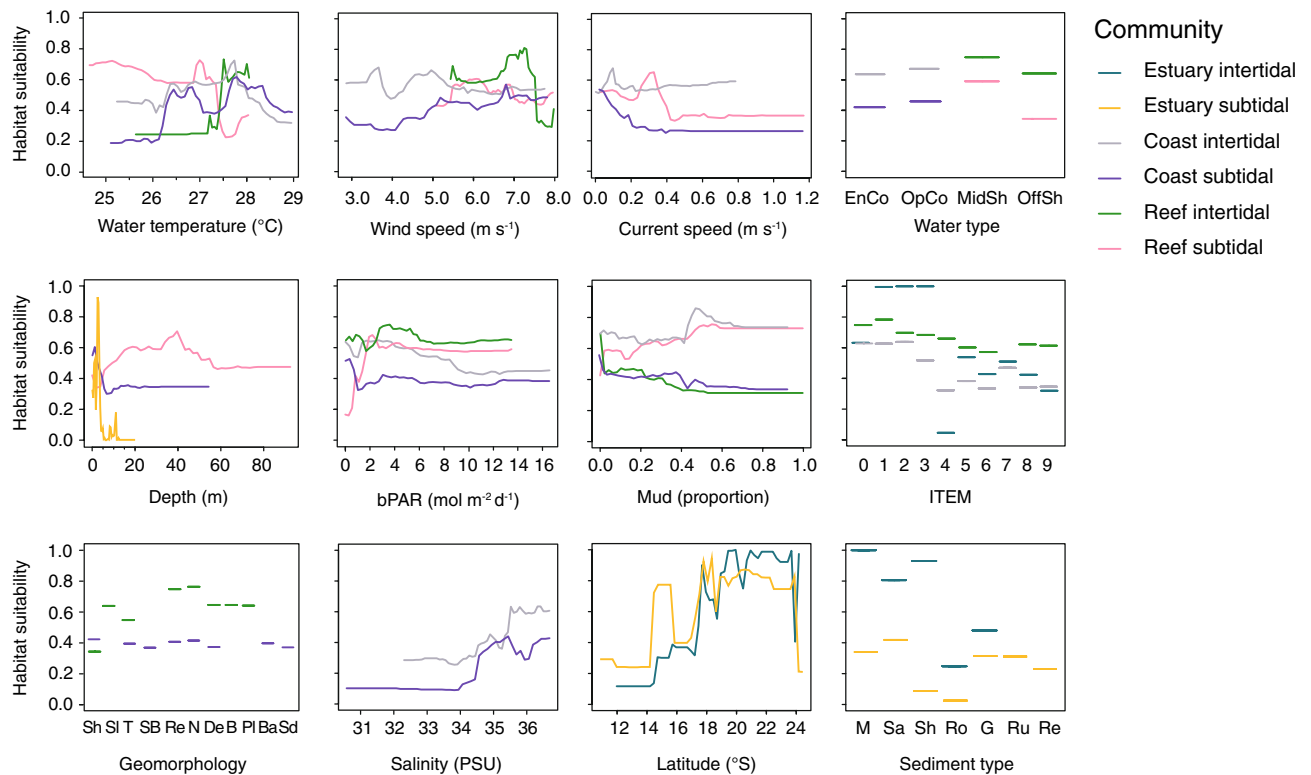 Habitat suitability
1.0
0.8
0.6
0.4
0.2
0.0
25 26 27 28 29
Water temperature (°C)
3.0 4.0 5.0 6.0 7.0 8.0
Wind speed (m s-1)
0.0 0.2 0.4 0.6 0.8 1.0 1.2
Current speed (m s-1)
EnCo OpCo MidSh OffSh
Water type
Community
Estuary intertidal
Estuary subtidal
Coast intertidal
Coast subtidal
Reef intertidal
Reef subtidal
Habitat suitability
1.0
0.8
0.6
0.4
0.2
0.0
0 20 40 60 80
Depth (m)
0 2 4 6 8 10 12 14 16
bPAR (mol m-2 d-1)
0.0 0.2 0.4 0.6 0.8 1.0
Mud (proportion)
0 1 2 3 4 5 6 7 8 9
ITEM
Habitat suitability
1.0
0.8
0.6
0.4
0.2
0.0
Sh Sl T SB Re N De B Pl Ba Sd
Geomorphology
31 32 33 34 35 36
Salinity (PSU)
12 14 16 18 20 22 24
Latitude (°S)
M Sa Sh Ro G Ru Re
Sediment type